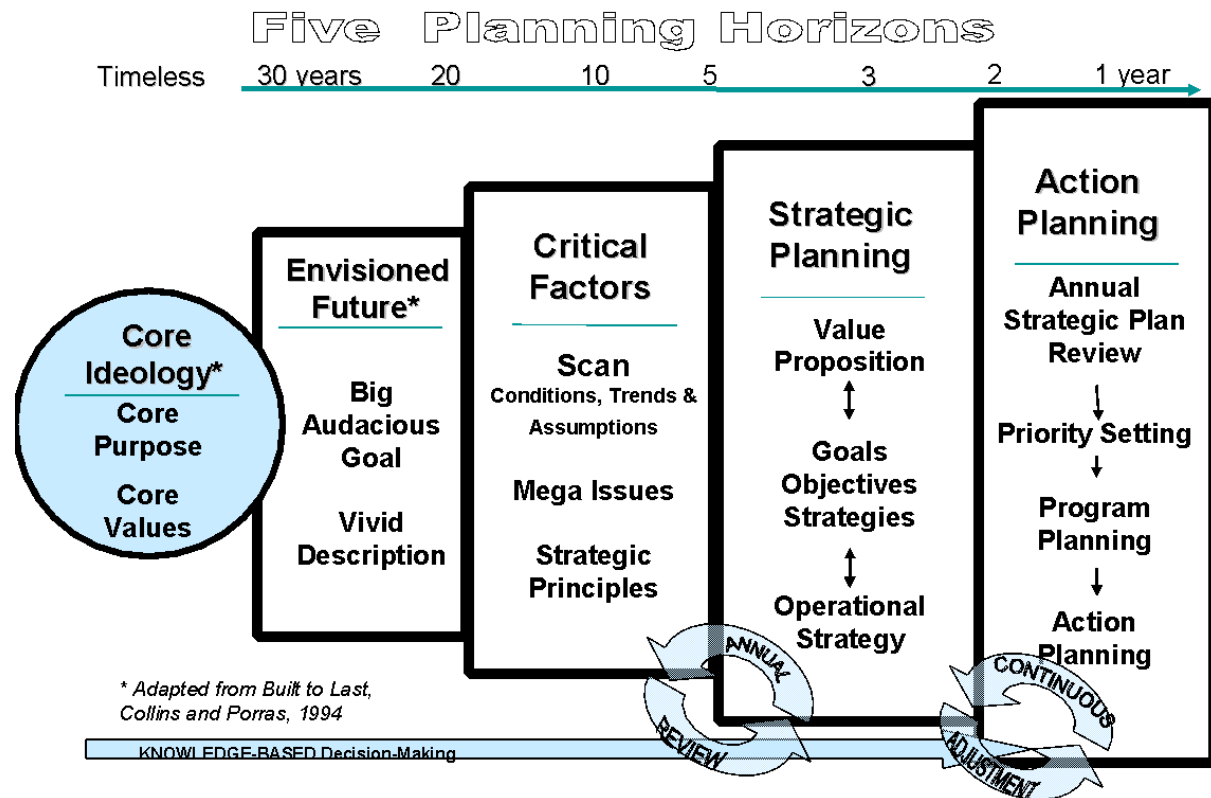 Five Planning Horizons
Timeless 30 years 20 10 5 3 2 1 year
Core
Ideology*
Core
Purpose
Core
Values
Envisioned
Future*
Big
Audacious
Goal
Vivid
Description
Critical
Factors
Scan
Conditions, Trends &
Assumptions
Mega Issues
Strategic
Principles
Strategic
Planning
Value
Proposition
Goals
Objectives
Strategies
Operational
Strategy
Action
Planning
Annual
Strategic Plan
Review
Priority Setting
Program
Planning
Action
Planning
ANNUAL
REVIEW
CONTINUOUS
ADJUSTMENT
* Adapted from Built to Last,
Collins and Porras, 1994
KNOWLEDGE-BASED Decision-Making